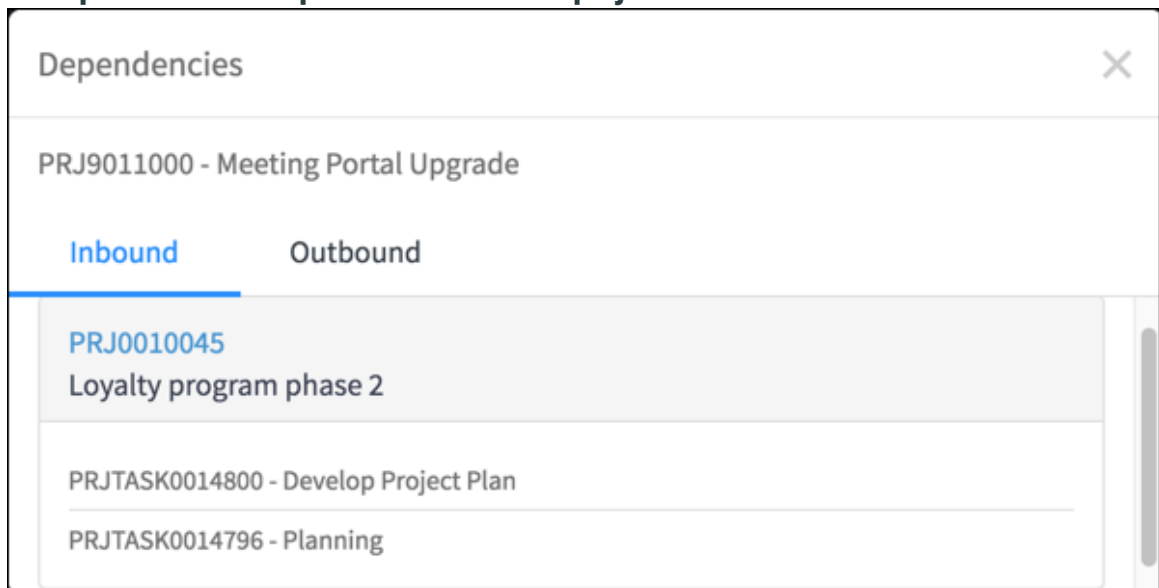 Dependencies
PRJ9011000 - Meeting Portal Upgrade
Inbound Outbound
PRJ0010045
Loyalty program phase 2
PRJTASK0014800 - Develop Project Plan
PRJTASK0014796 - Planning